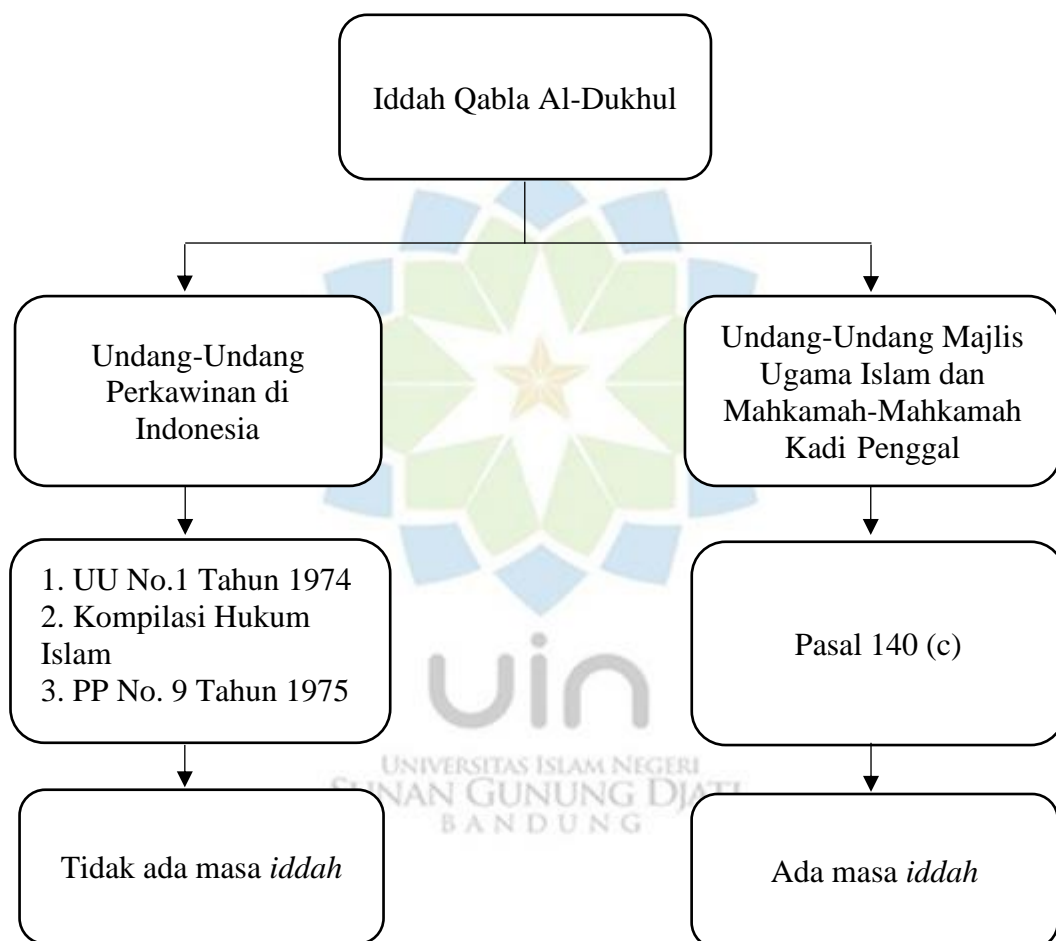 Iddah Qabla Al-Dukhul
Undang-Undang
Perkawinan di
Indonesia
Undang-Undang Majlis
Ugama Islam dan
Mahkamah-Mahkamah
Kadi Penggal
1. UU No.1 Tahun 1974
2. Kompilasi Hukum
Islam
3. PP No. 9 Tahun 1975
Pasal 140 (c)
uin
UNIVERSITAS ISLAM NEGERI
SUNAN GUNUNG DJATI
BANDUNG
Tidak ada masa iddah
Ada masa iddah